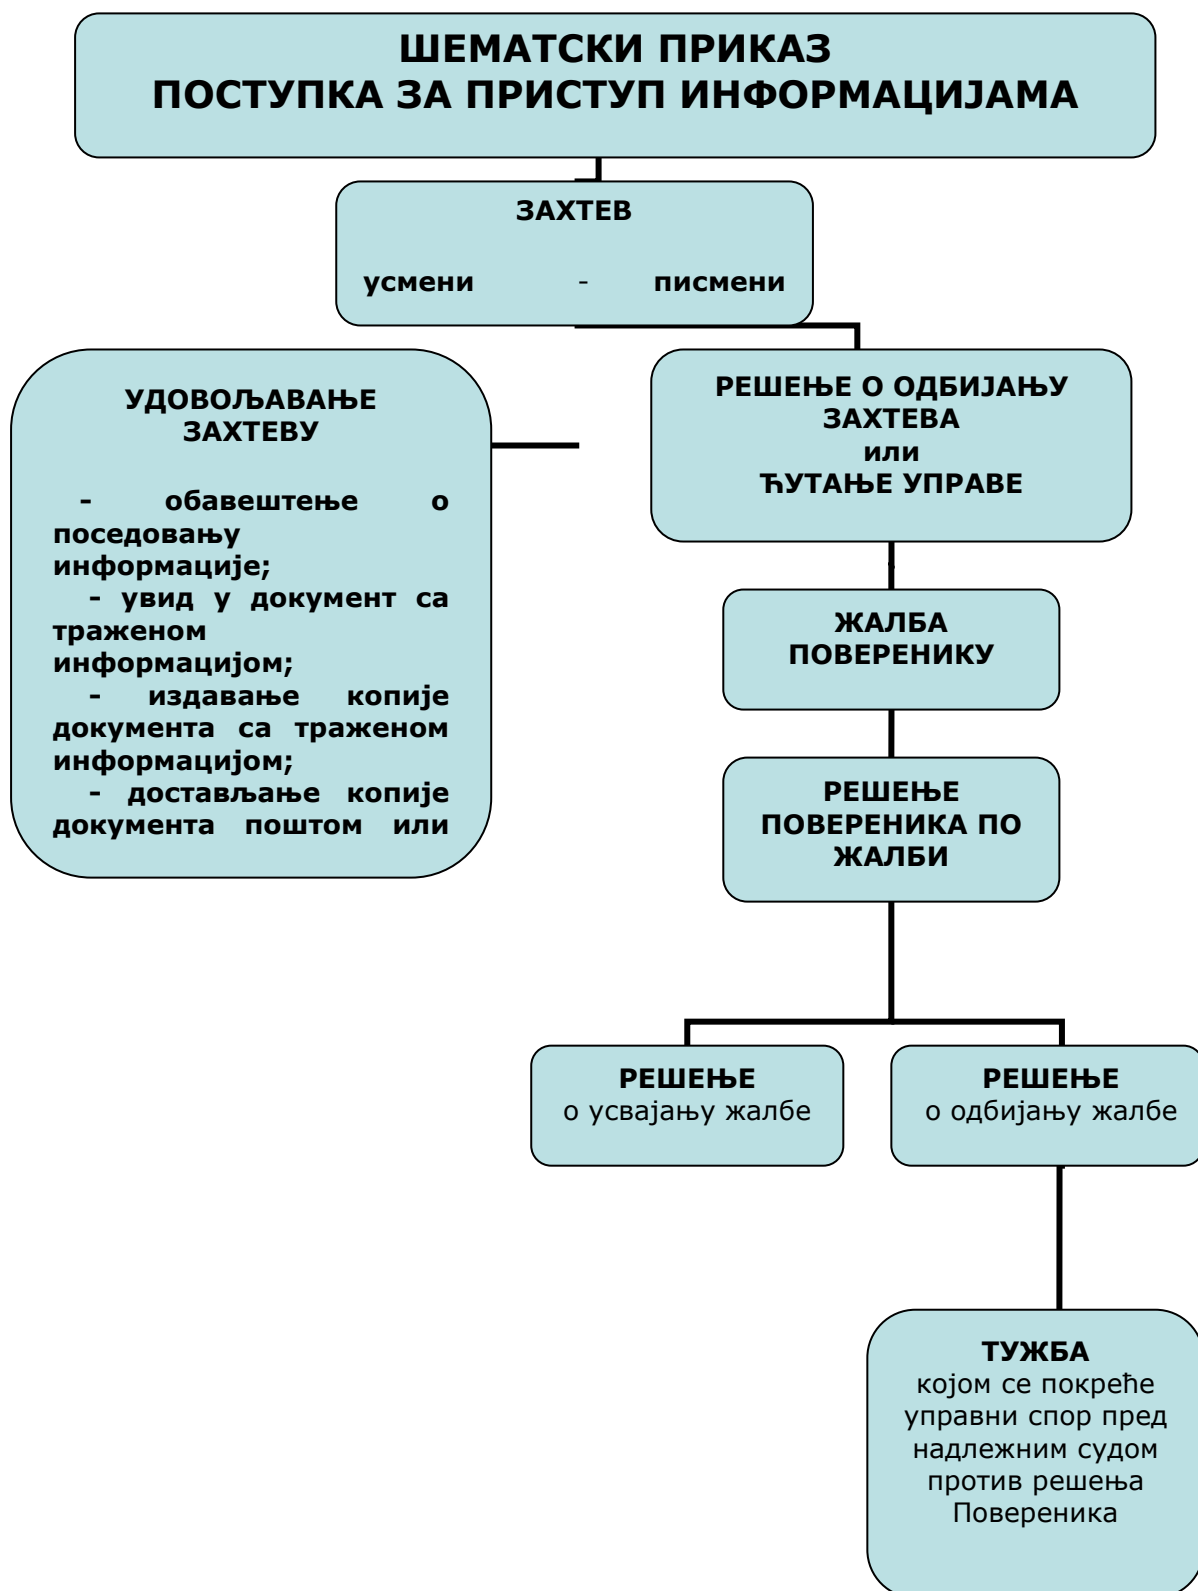 ШЕМАТСКИ ПРИКАЗ
ПОСТУПКА ЗА ПРИСТУП ИНФОРМАЦИЈАМА
ЗАХТЕВ
усмени - писмени
УДОВОЉАВАЊЕ
ЗАХТЕВУ
- обавештење о
поседовању
информације;
- увид у документ са
траженом
информацијом;
- издавање копије
документа са траженом
информацијом;
- достављање копије
документа поштом или
РЕШЕЊЕ О ОДБИЈАЊУ
ЗАХТЕВА
или
ЋУТАЊЕ УПРАВЕ
ЖАЛБА
ПОВЕРЕНИКУ
РЕШЕЊЕ
ПОВЕРЕНИКА ПО
ЖАЛБИ
РЕШЕЊЕ
о усвајању жалбе
РЕШЕЊЕ
о одбијању жалбе
ТУЖБА
којом се покреће
управни спор пред
надлежним судом
против решења
Повереника